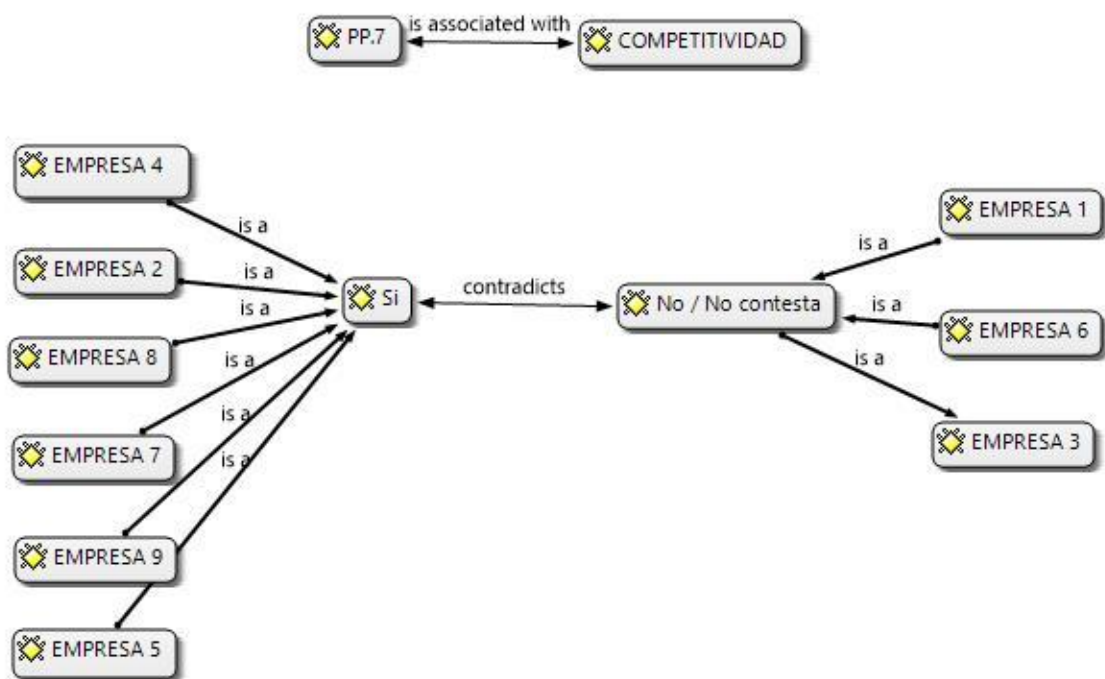 is associated with
PP.7
COMPETITIVIDAD
EMPRESA 4
is a
EMPRESA 2
is a
EMPRESA 8
is a
EMPRESA 7
is a
EMPRESA 9
is a
EMPRESA 5
is a
Si
contradicts
No / No contesta
EMPRESA 1
is a
EMPRESA 6
is a
EMPRESA 3
is a